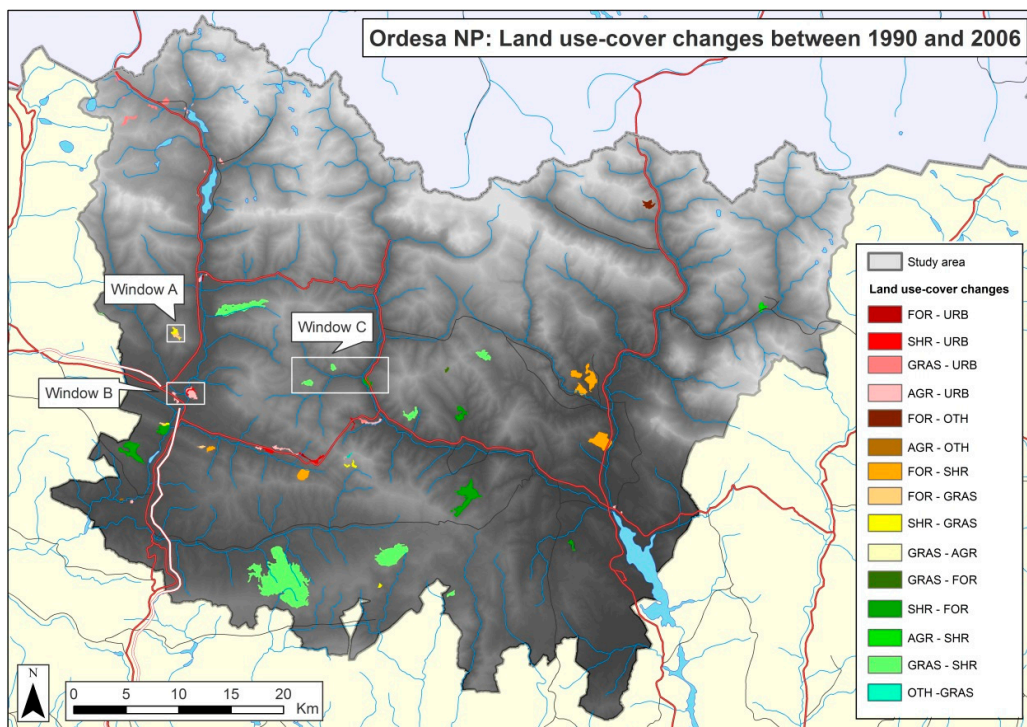 Ordesa NP: Land use-cover changes between 1990 and 2006
Window A
Window C
Window B
Study area
Land use-cover changes
FOR - URB
SHR - URB
GRAS - URB
AGR - URB
FOR - OTH
AGR - OTH
FOR - SHR
FOR - GRAS
SHR - GRAS
GRAS - AGR
GRAS - FOR
SHR - FOR
AGR - SHR
GRAS - SHR
OTH -GRAS
N
0 5 10 15 20
Km